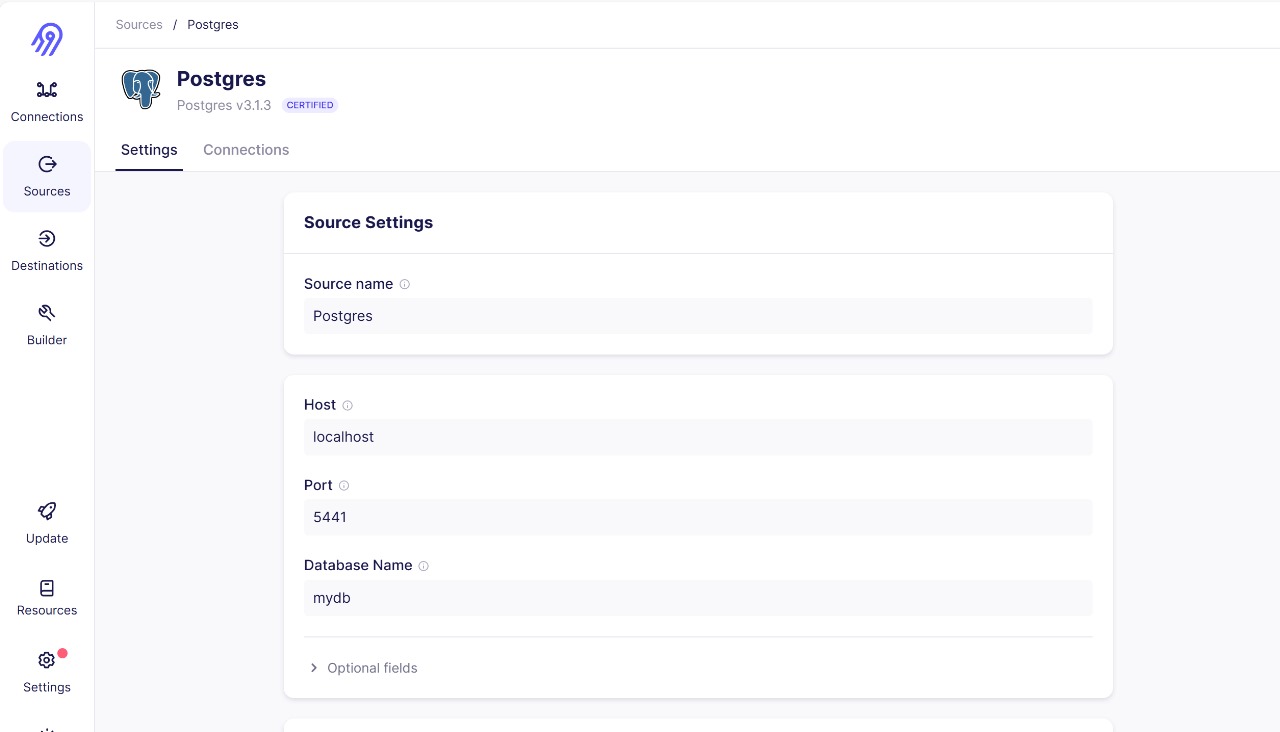 Sources / Postgres
Postgres
Postgres v3.1.3 CERTIFIED
Settings Connections
Connections
Sources
Destinations
Builder
Update
Resources
Settings
Source Settings
Source name
Postgres
Host
localhost
Port
5441
Database Name
mydb
Optional fields